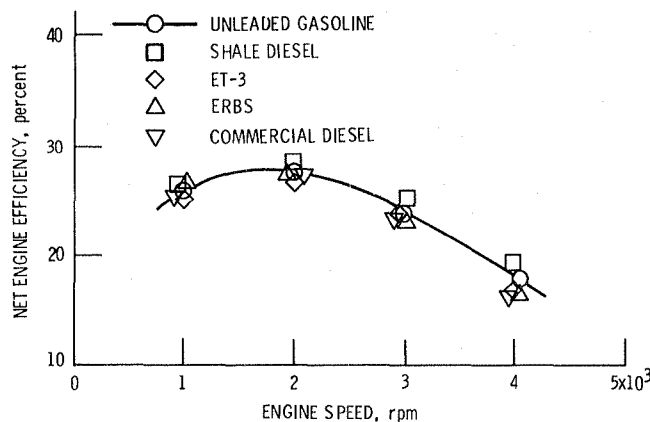 40
30
20
10
NET ENGINE EFFICIENCY, percent
UNLEADED GASOLINE
SHALE DIESEL
ET-3
ERBS
COMMERCIAL DIESEL
0 1 2 3 4 5x10³
ENGINE SPEED, rpm